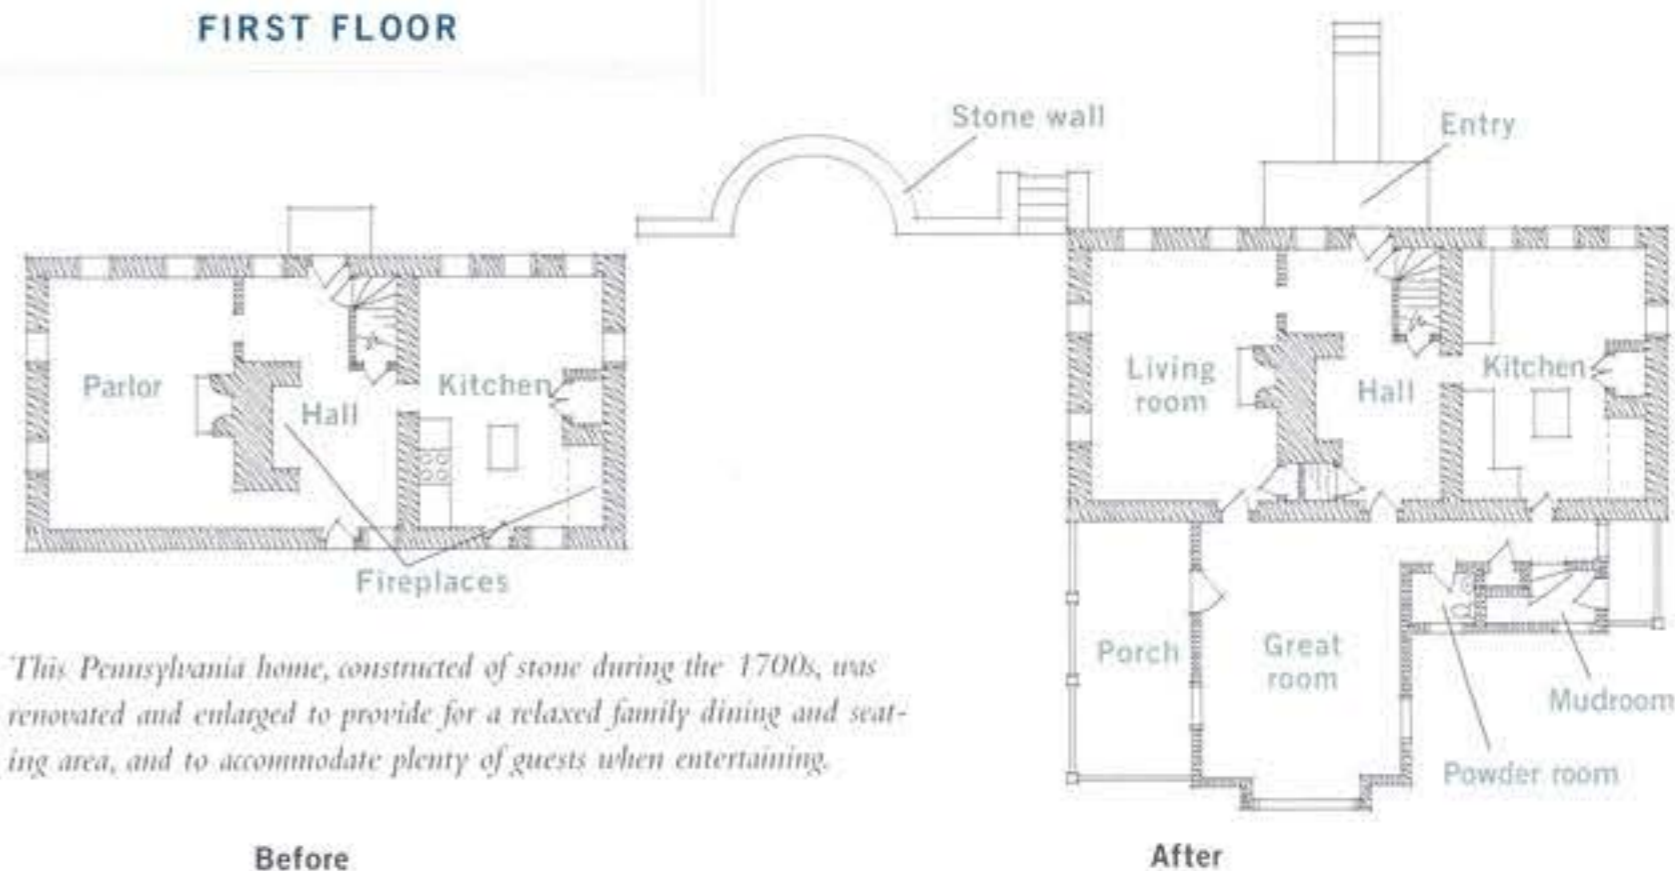 FIRST FLOOR
Stone wall
Entry
Parlor
Hall
Kitchen
Fireplaces
Living
room
Hall
Kitchen
Porch
Great
room
Mudroom
Powder room
This Pennsylvania home, constructed of stone during the 1700s, was
renovated and enlarged to provide for a relaxed family dining and seat-
ing area, and to accommodate plenty of guests when entertaining.
Before
After